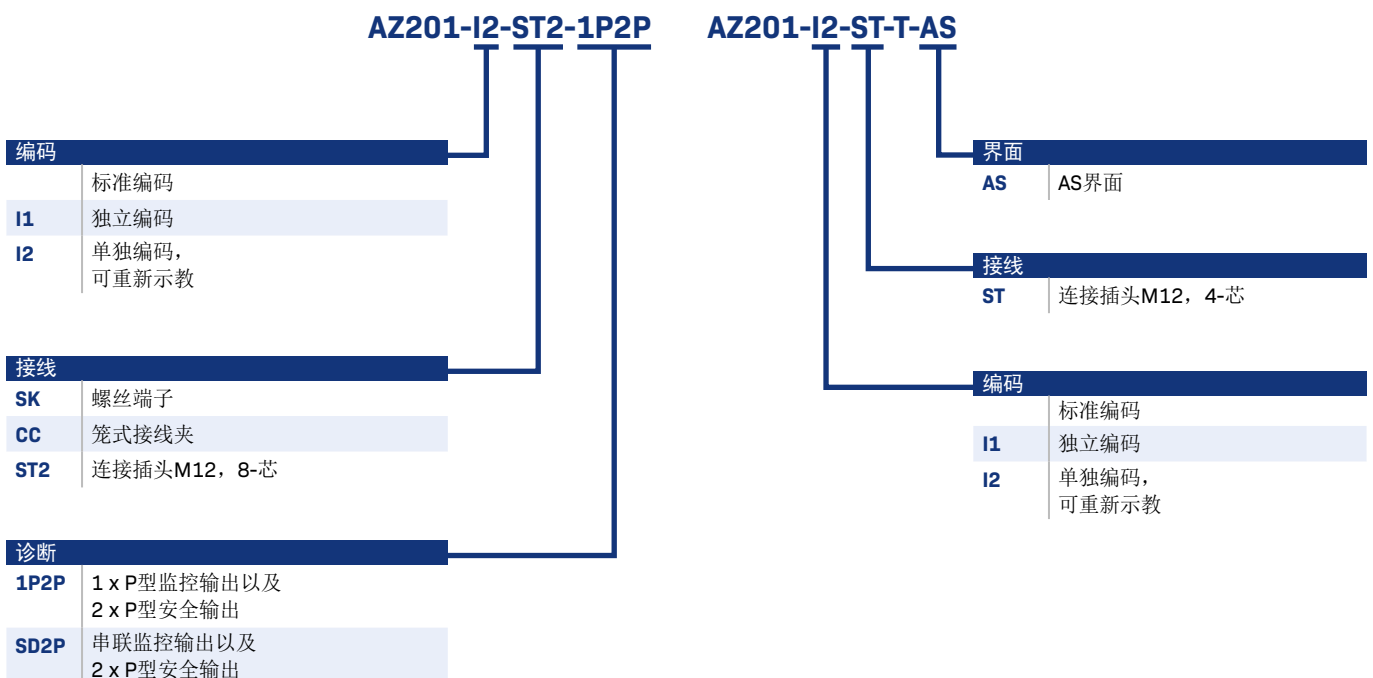 AZ201-I2-ST2-1P2P
编码
标准编码
I1 独立编码
I2 单独编码，
可重新示教
接线
SK 螺丝端子
CC 笼式接线夹
ST2 连接插头M12，8-芯
诊断
1P2P 1 x P型监控输出以及
2 x P型安全输出
SD2P 串联监控输出以及
2 x P型安全输出
AZ201-I2-ST-T-AS
界面
AS AS界面
接线
ST 连接插头M12，4-芯
编码
标准编码
I1 独立编码
I2 单独编码，
可重新示教